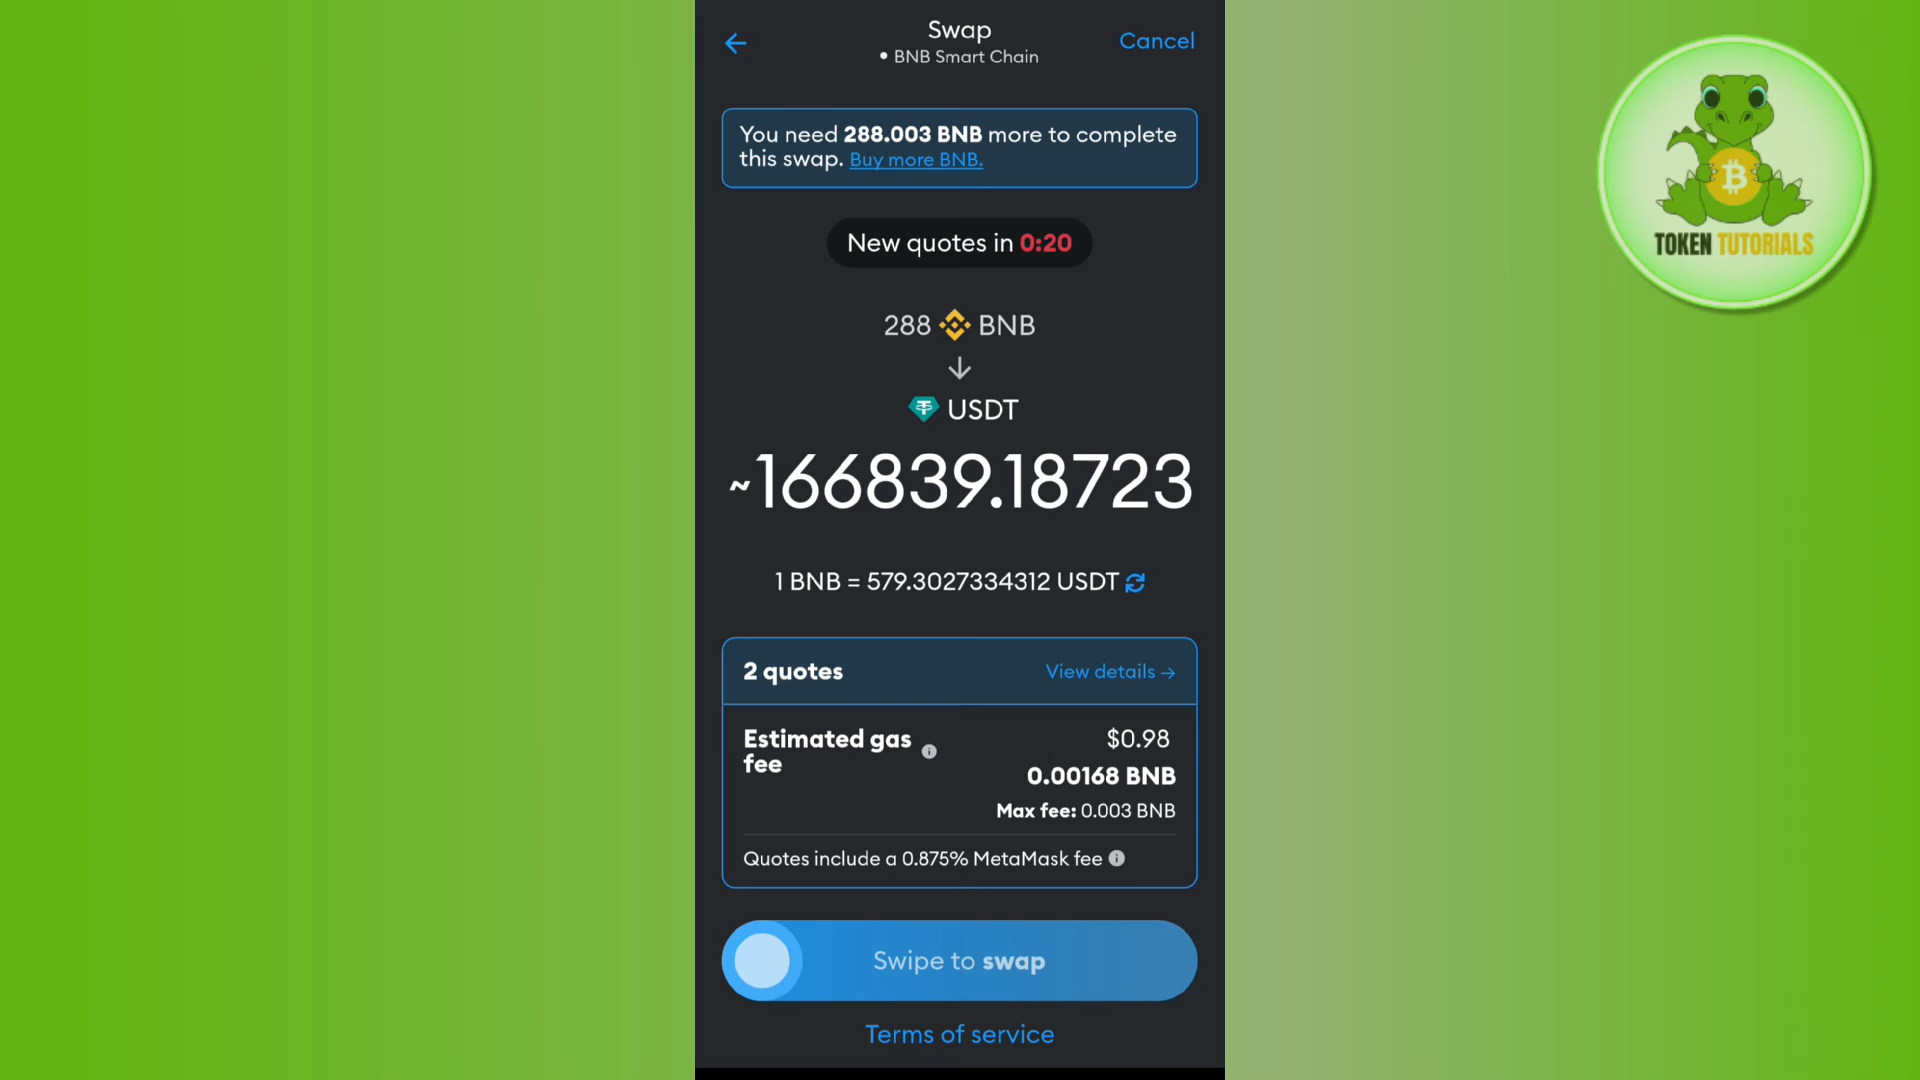 Swap
• BNB Smart Chain
Cancel
You need 288.003 BNB more to complete
this swap. Buy more BNB.
New quotes in 0:20
288 BNB
↓
USDT
~166839.18723
1 BNB = 579.3027334312 USDT
2 quotes
View details →
Estimated gas
fee
$0.98
0.00168 BNB
Max fee: 0.003 BNB
Quotes include a 0.875% MetaMask fee
Swipe to swap
Terms of service
TOKEN TUTORIALS